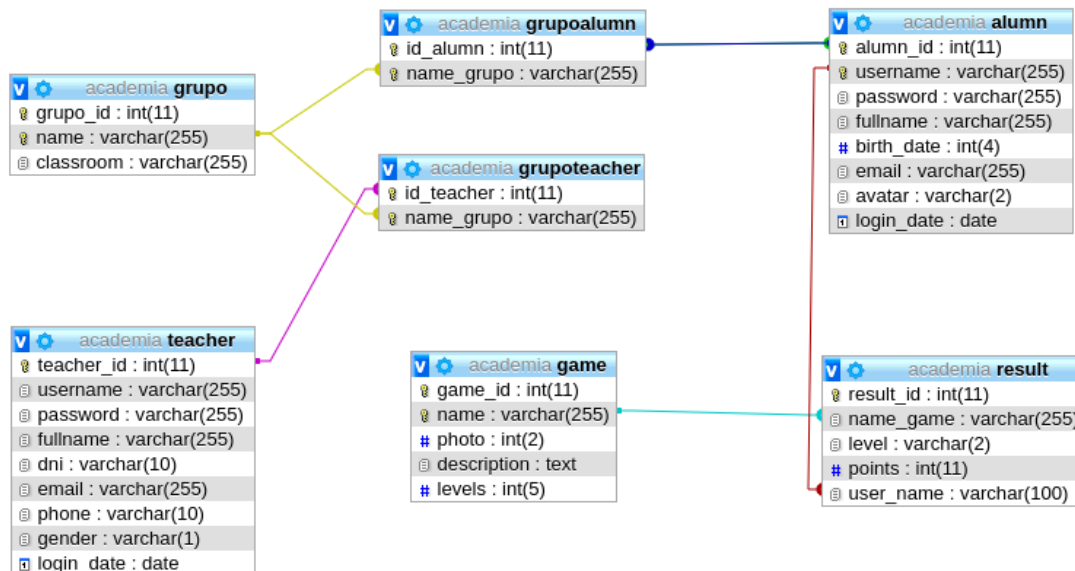 academia grupo
grupo_id : int(11)
name : varchar(255)
classroom : varchar(255)
academia grupoalumn
id_alumn : int(11)
name_grupo : varchar(255)
academia grupoteacher
id_teacher : int(11)
name_grupo : varchar(255)
academia alumn
alumn_id : int(11)
username : varchar(255)
password : varchar(255)
fullname : varchar(255)
birth_date : int(4)
email : varchar(255)
avatar : varchar(2)
login_date : date
academia teacher
teacher_id : int(11)
username : varchar(255)
password : varchar(255)
fullname : varchar(255)
dni : varchar(10)
email : varchar(255)
phone : varchar(10)
gender : varchar(1)
login_date : date
academia game
game_id : int(11)
name : varchar(255)
photo : int(2)
description : text
levels : int(5)
academia result
result_id : int(11)
name_game : varchar(255)
level : varchar(2)
points : int(11)
user_name : varchar(100)